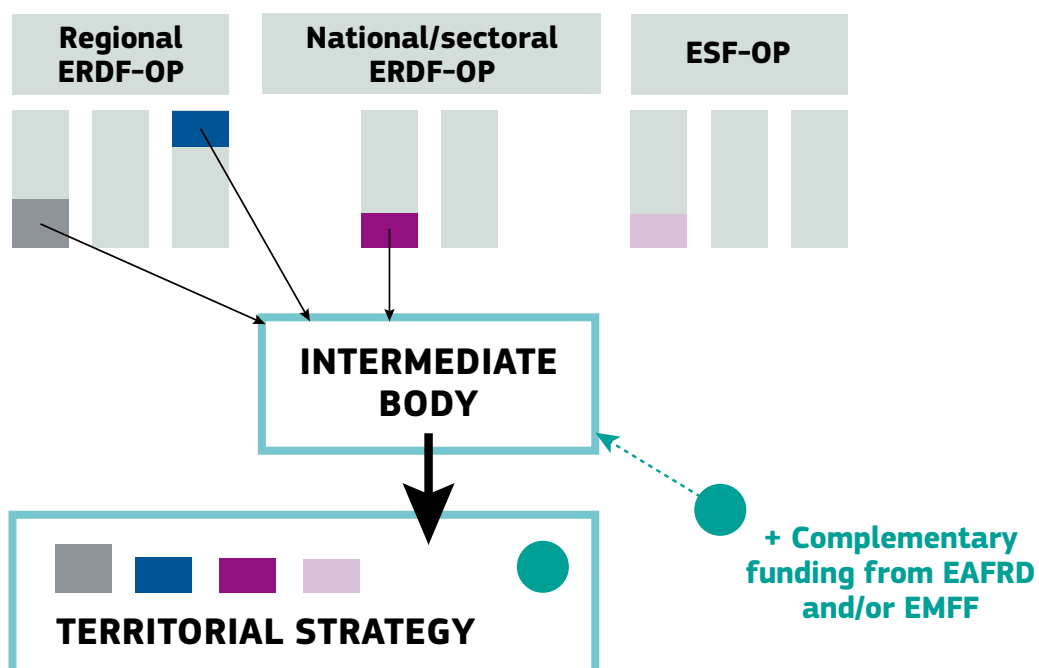 Regional
ERDF-OP
National/sectoral
ERDF-OP
ESF-OP
INTERMEDIATE
BODY
+ Complementary
funding from EAFRD
and/or EMFF
TERRITORIAL STRATEGY